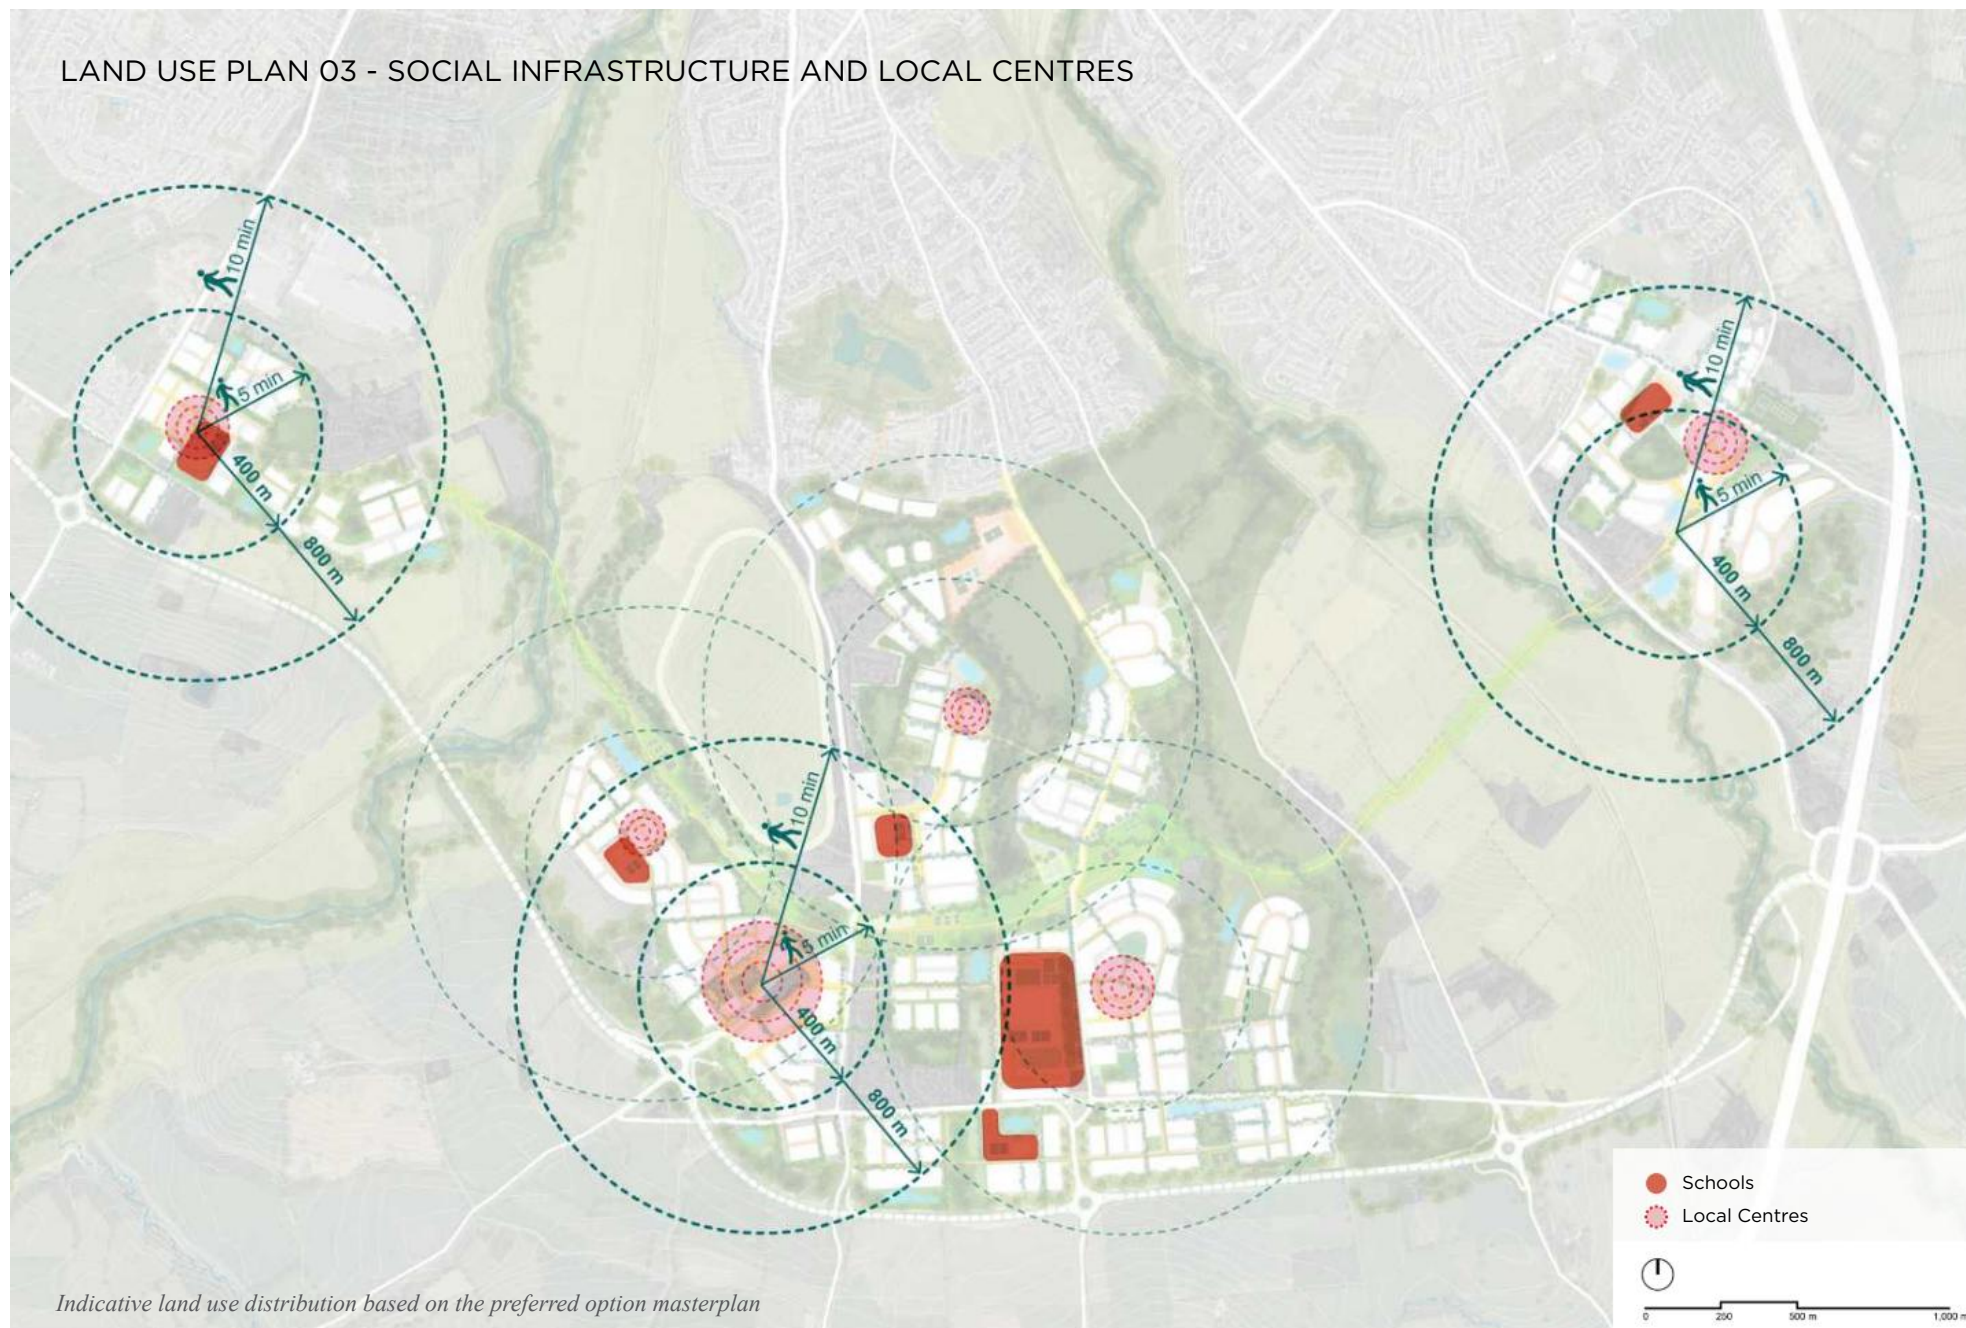 LAND USE PLAN 03 - SOCIAL INFRASTRUCTURE AND LOCAL CENTRES
10 min
5 min
400 m
800 m
10 min
5 min
400 m
800 m
10 min
5 min
400 m
800 m
Schools
Local Centres
0 250 500 m 1,000 m
Indicative land use distribution based on the preferred option masterplan